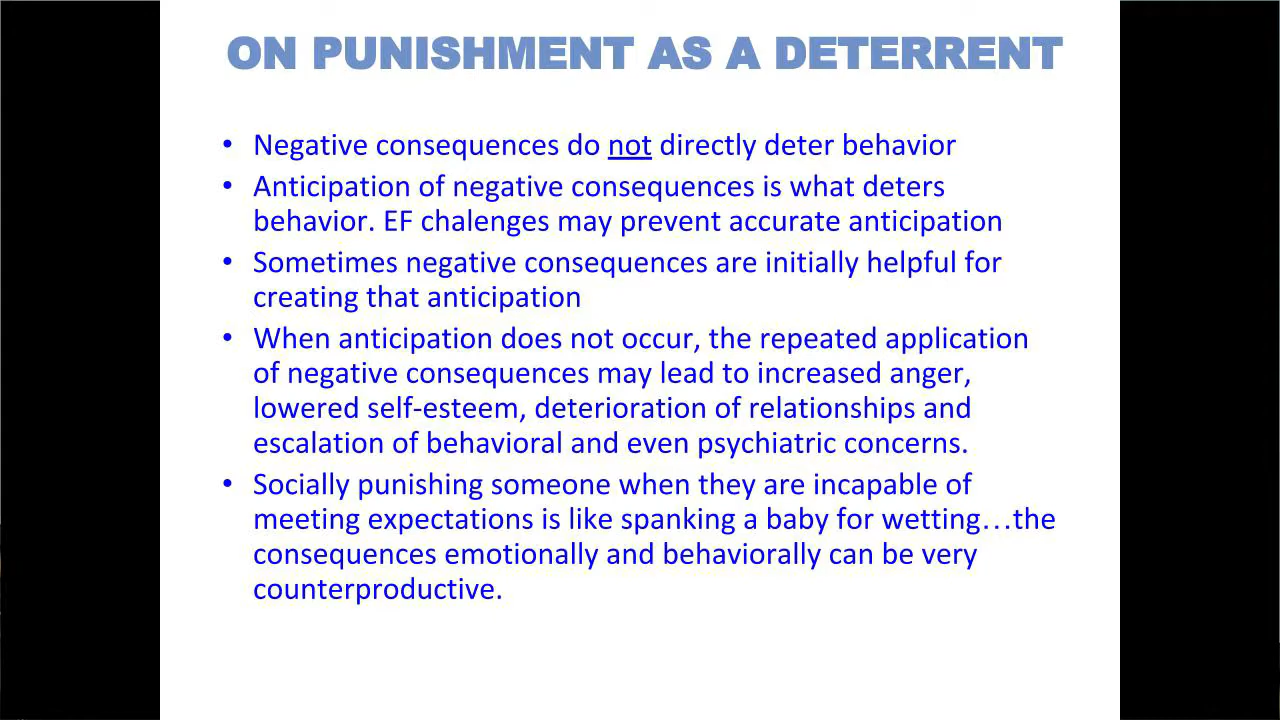 ON PUNISHMENT AS A DETERRENT
• Negative consequences do not directly deter behavior
• Anticipation of negative consequences is what deters
behavior. EF chalenges may prevent accurate anticipation
• Sometimes negative consequences are initially helpful for
creating that anticipation
• When anticipation does not occur, the repeated application
of negative consequences may lead to increased anger,
lowered self-esteem, deterioration of relationships and
escalation of behavioral and even psychiatric concerns.
• Socially punishing someone when they are incapable of
meeting expectations is like spanking a baby for wetting…the
consequences emotionally and behaviorally can be very
counterproductive.